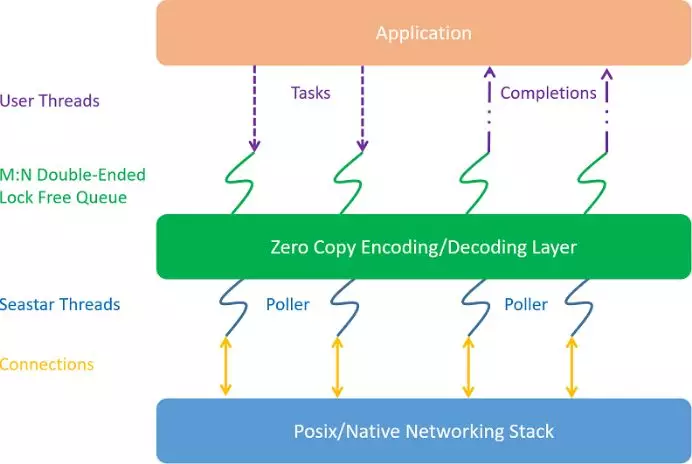 Application
User Threads
Tasks
Completions
M:N Double-Ended
Lock Free Queue
Zero Copy Encoding/Decoding Layer
Seastar Threads
Poller
Poller
Connections
Posix/Native Networking Stack